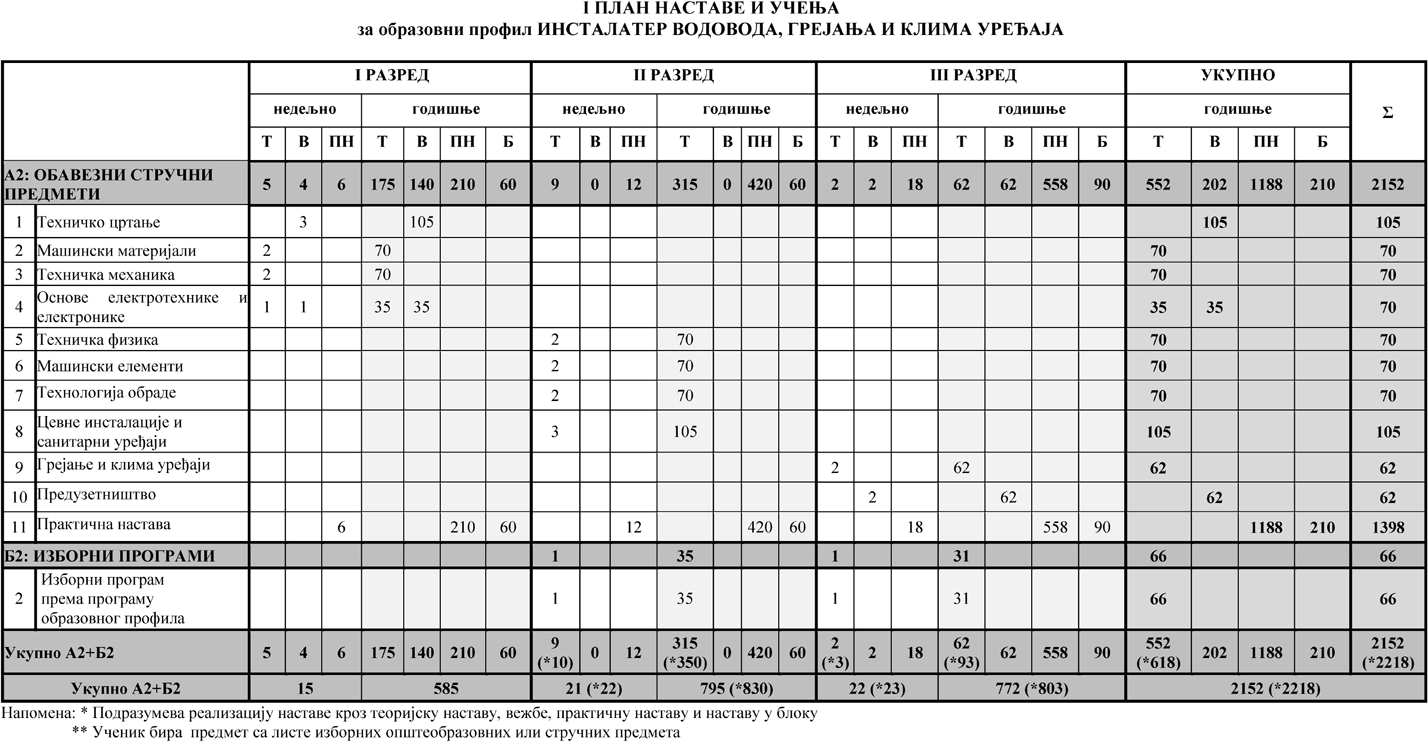 I ПЛАН НАСТАВЕ И УЧЕЊА
за образовни профил ИНСТАЛАТЕР ВОДОВОДА, ГРЕЈАЊА И КЛИМА УРЕЂАЈА
I РАЗРЕД II РАЗРЕД III РАЗРЕД УКУПНО Σ
недељно годишње недељно годишње недељно годишње годишње
Т В ПН Т В ПН Б Т В ПН Т В ПН Б Т В ПН Т В ПН Б Т В ПН Б
А2: ОБАВЕЗНИ СТРУЧНИ
ПРЕДМЕТИ 5 4 6 175 140 210 60 9 0 12 315 0 420 60 2 2 18 62 62 558 90 552 202 1188 210 2152
1 Техничко цртање 3 105 105 105
2 Машински материјали 2 70 70 70
3 Техничка механика 2 70 70 70
4 Основе електротехнике и
електронике 1 1 35 35 35 35 70
5 Техничка физика 2 70 70 70
6 Машински елементи 2 70 70 70
7 Технологија обраде 2 70 70 70
8 Цевне инсталације и
санитарни уређаји 3 105 105 105
9 Грејање и клима уређаји 2 62 62 62
10 Предузетништво 2 62 62 62
11 Практична настава 6 210 60 12 420 60 18 558 90 1188 210 1398
Б2: ИЗБОРНИ ПРОГРАМИ 1 35 1 31 66 66
2 Изборни програм
према програму
образовног профила 1 35 1 31 66 66
Укупно А2+Б2 5 4 6 175 140 210 60 9 (*10) 0 12 315 (*350) 0 420 60 2 (*3) 2 18 62 (*93) 62 558 90 552 (*618) 202 1188 210 2152 (*2218)
Укупно А2+Б2 15 585 21 (*22) 795 (*830) 22 (*23) 772 (*803) 2152 (*2218)
Напомена: * Подразумева реализацију наставе кроз теоријску наставу, вежбе, практичну наставу и наставу у блоку
** Ученик бира предмет са листе изборних општеобразовних или стручних предмета